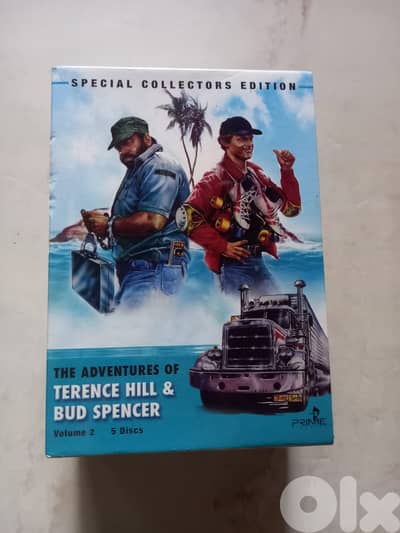 SPECIAL COLLECTORS EDITION
THE ADVENTURES OF
TERENCE HILL &
BUD SPENCER
Volume 2 5 Discs
PRIME
Olx